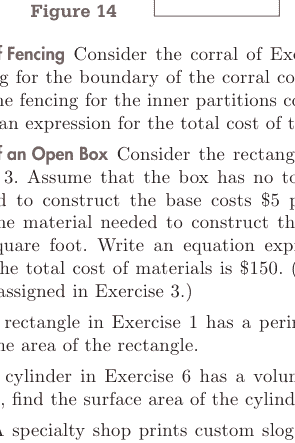 Figure 14
f Fencing Consider the corral of Exe
g for the boundary of the corral co
ne fencing for the inner partitions co
an expression for the total cost of t
f an Open Box Consider the rectang
3. Assume that the box has no to
d to construct the base costs $5 p
ne material needed to construct th
quare foot. Write an equation exp
he total cost of materials is $150. (
assigned in Exercise 3.)
rectangle in Exercise 1 has a peri
he area of the rectangle.
cylinder in Exercise 6 has a volum
, find the surface area of the cylind
A specialty shop prints custom slog